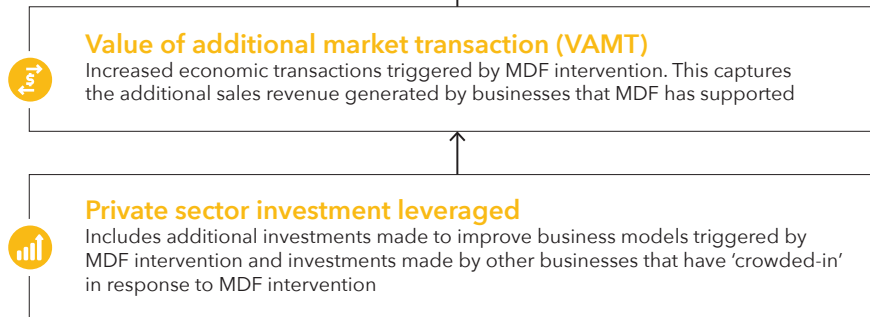 Value of additional market transaction (VAMT)
Increased economic transactions triggered by MDF intervention. This captures
the additional sales revenue generated by businesses that MDF has supported
Private sector investment leveraged
Includes additional investments made to improve business models triggered by
MDF intervention and investments made by other businesses that have ‘crowded-in’
in response to MDF intervention